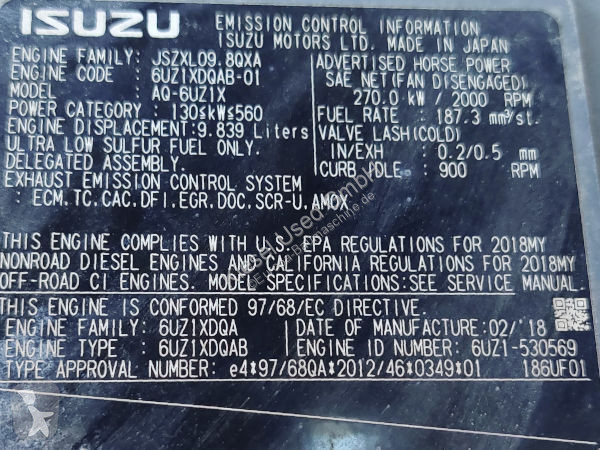 ISUZU
EMISSION CONTROL INFORMATION
ISUZU MOTORS LTD. MADE IN JAPAN
ENGINE FAMILY: JSZXL09.8QXA
ENGINE CODE : 6UZ1XDQAB-01
MODEL : AQ-6UZ1X
POWER CATEGORY : 130≤kW≤560
ENGINE DISPLACEMENT:9.839 Liters
ULTRA LOW SULFUR FUEL ONLY.
DELEGATED ASSEMBLY.
EXHAUST EMISSION CONTROL SYSTEM
: ECM.TC.CAC.DFI.EGR.DOC.SCR-U.AMOX
ADVERTISED HORSE POWER
SAE NET(FAN DISENGAGED)
270.0 kW / 2000 RPM
FUEL RATE : 187.3 mm³/st.
VALVE LASH(COLD)
IN/EXH : 0.2/0.5 mm
CURB IDLE : 900 RPM
THIS ENGINE COMPLIES WITH U.S. EPA REGULATIONS FOR 2018MY
NONROAD DIESEL ENGINES AND CALIFORNIA REGULATIONS FOR 2018MY
OFF-ROAD CI ENGINES. MODEL SPECIFICATIONS:SEE SERVICE MANUAL.
THIS ENGINE IS CONFORMED 97/68/EC DIRECTIVE.
ENGINE FAMILY : 6UZ1XDQA DATE OF MANUFACTURE:02/'18
ENGINE TYPE : 6UZ1XDQAB ENGINE ID NUMBER: 6UZ1-530569
TYPE APPROVAL NUMBER: e4*97/68QA*2012/46*0349*01 186UF01